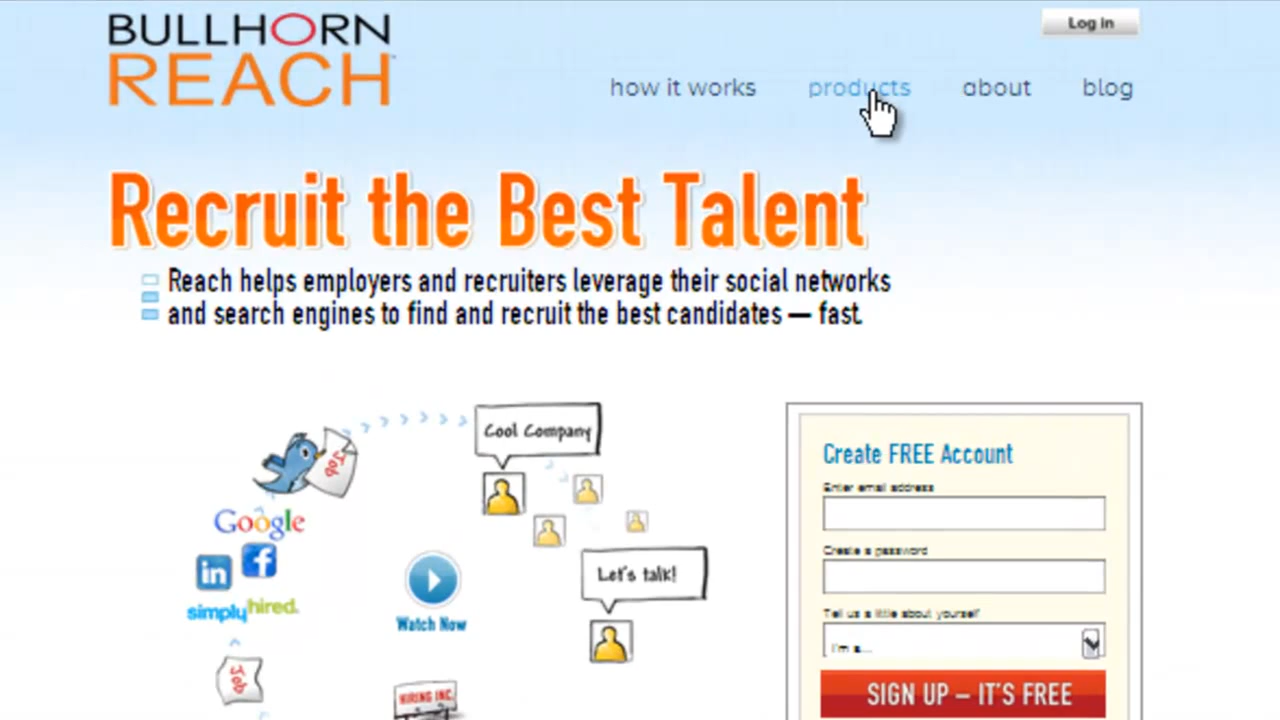 BULLHORN
REACH
Log In
how it works products about blog
Recruit the Best Talent
Reach helps employers and recruiters leverage their social networks
and search engines to find and recruit the best candidates — fast.
Cool Company
Job
Google
in f
simplyhired.
Let's talk!
Watch Now
Job
HIRING INC.
Create FREE Account
Enter email address
Create a password
Tell us a little about yourself
I'm a...
SIGN UP – IT'S FREE